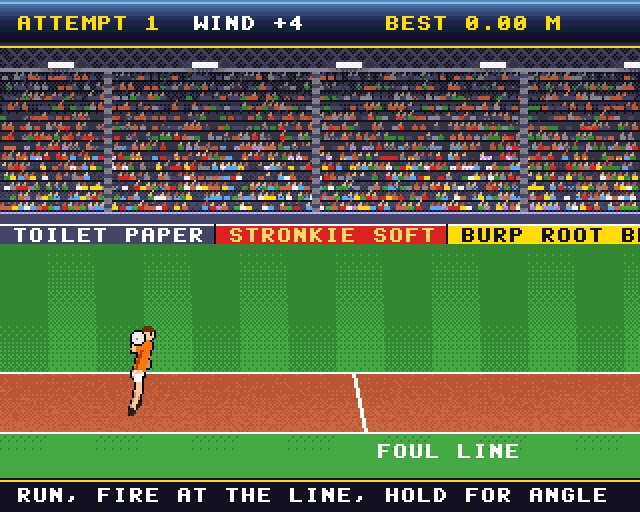 ATTEMPT 1 WIND +4 BEST 0.00 M
TOILET PAPER STRONKIE SOFT BURP ROOT
FOUL LINE
RUN, FIRE AT THE LINE, HOLD FOR ANGLE